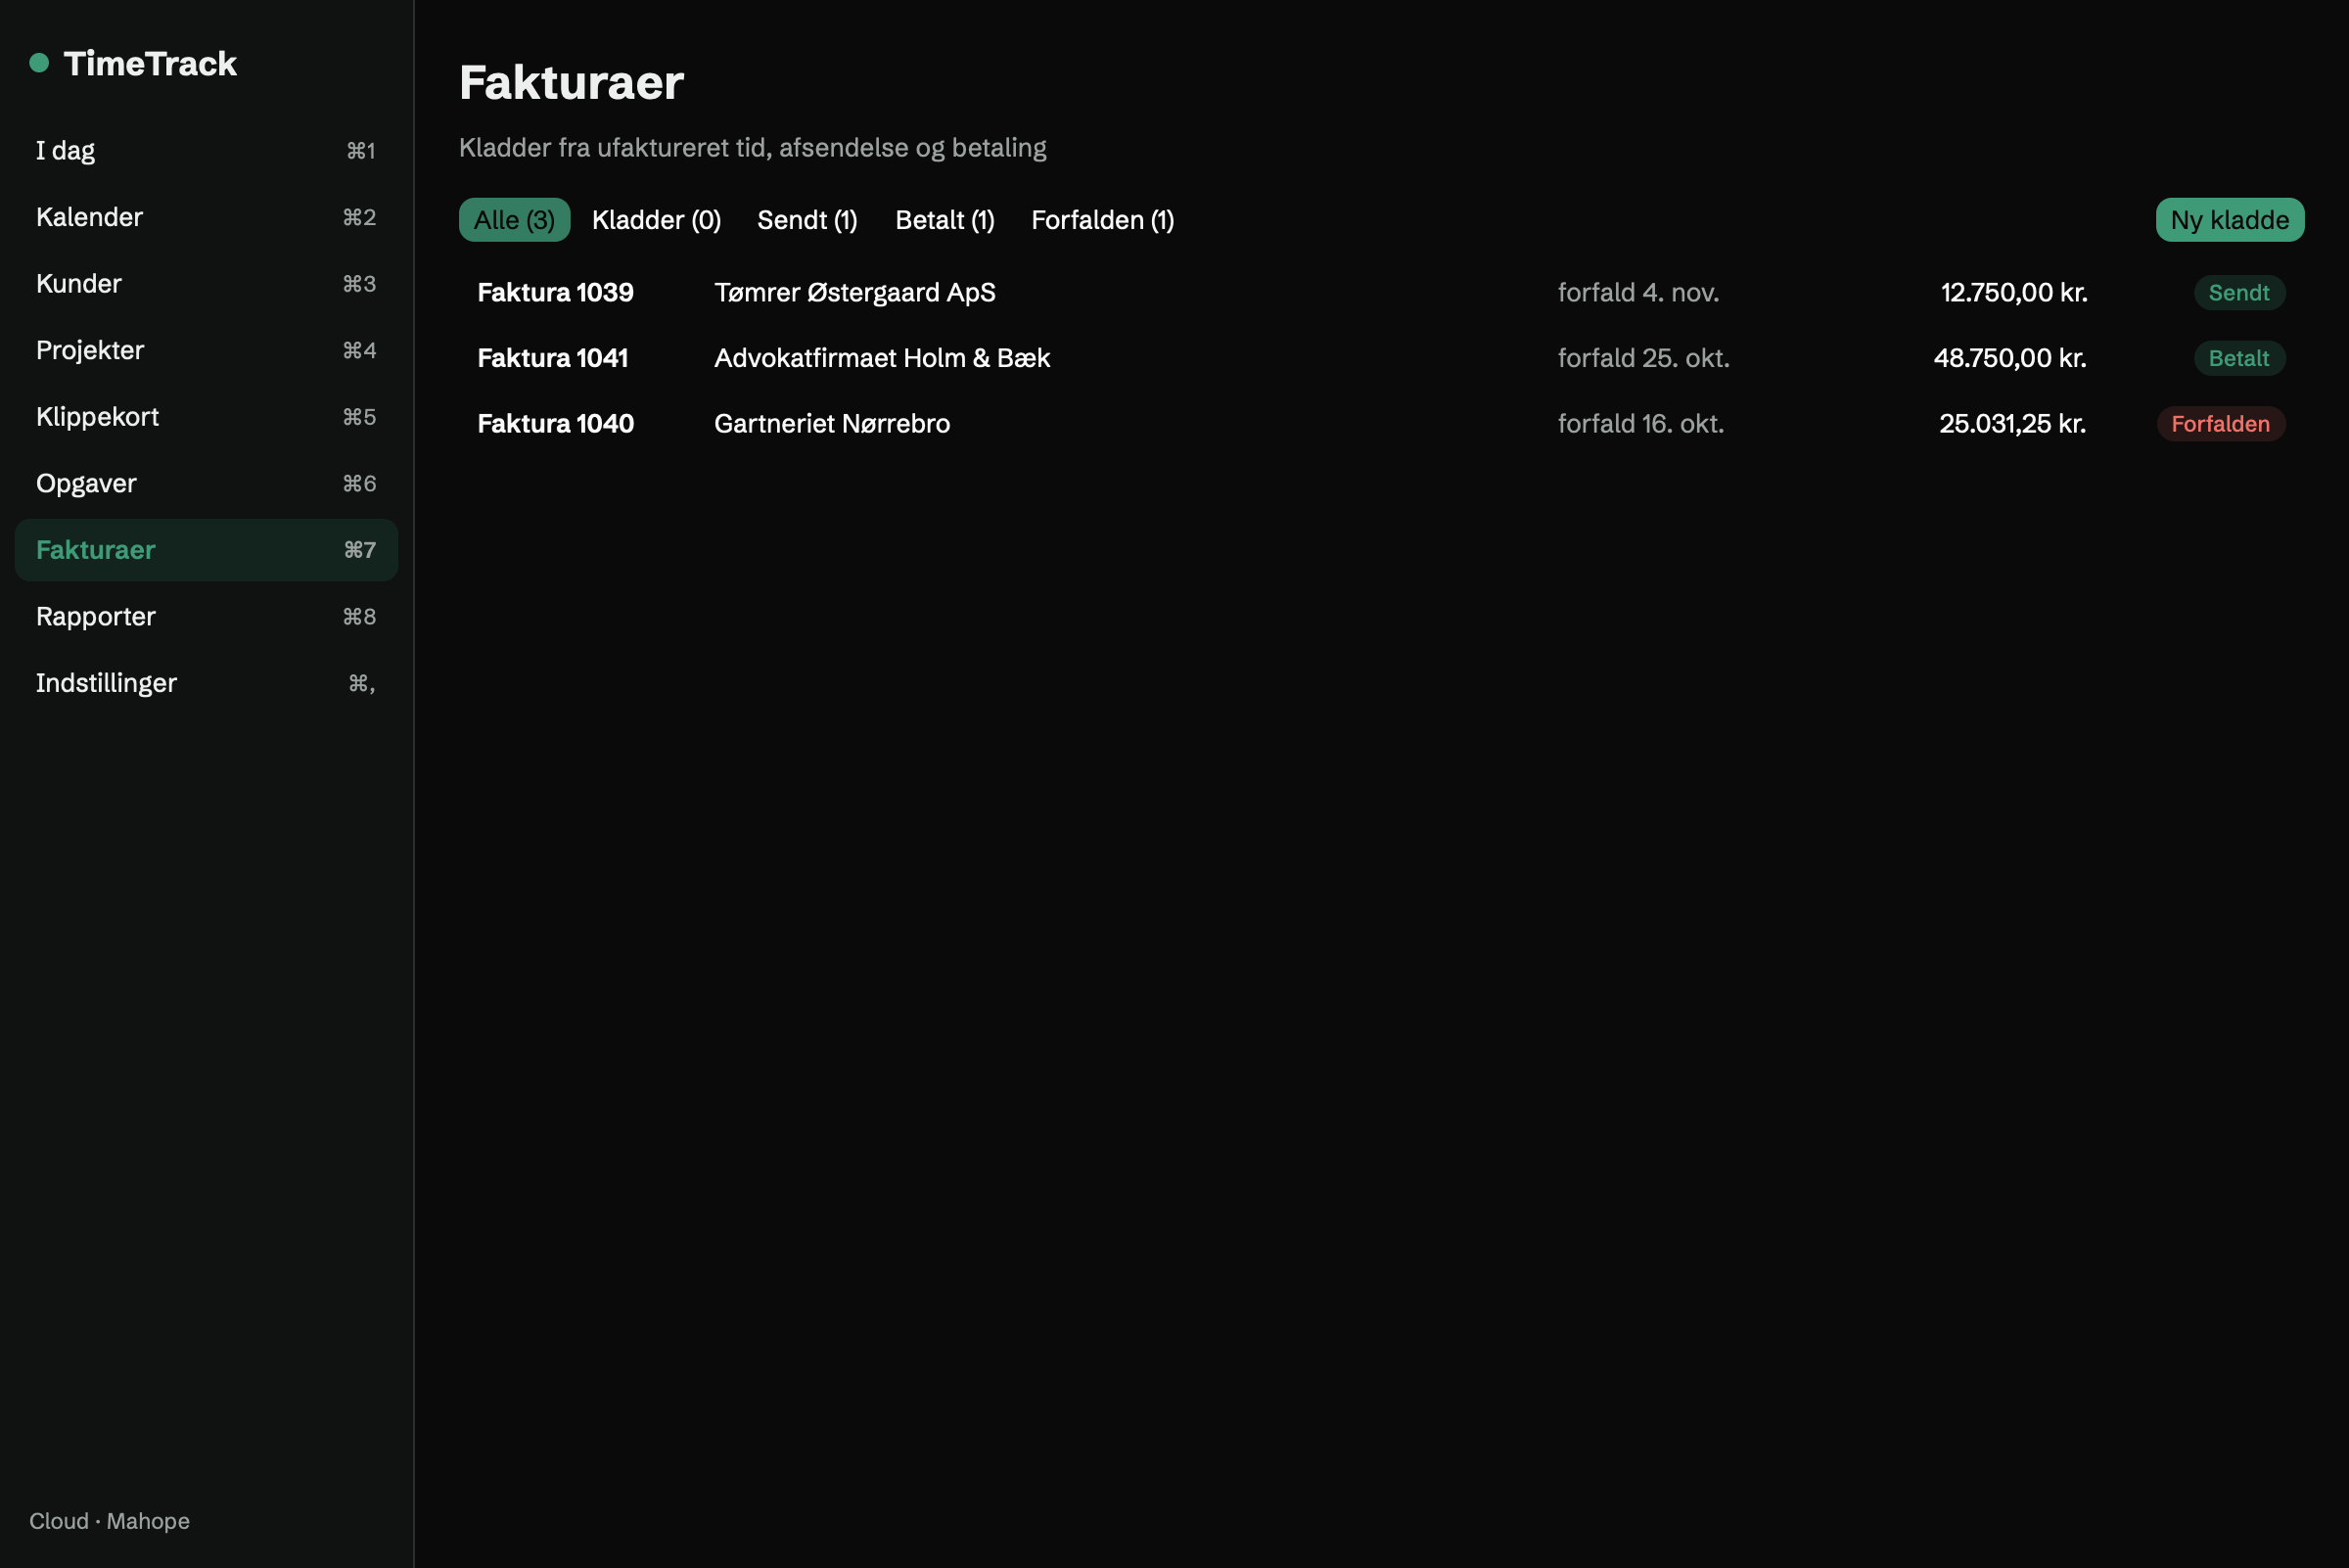 TimeTrack
I dag ⌘1
Kalender ⌘2
Kunder ⌘3
Projekter ⌘4
Klippekort ⌘5
Opgaver ⌘6
Fakturaer ⌘7
Rapporter ⌘8
Indstillinger ⌘,
Cloud · Mahope
Fakturaer
Kladder fra ufaktureret tid, afsendelse og betaling
Alle (3) Kladder (0) Sendt (1) Betalt (1) Forfalden (1) Ny kladde
Faktura 1039 Tømrer Østergaard ApS forfald 4. nov. 12.750,00 kr. Sendt
Faktura 1041 Advokatfirmaet Holm & Bæk forfald 25. okt. 48.750,00 kr. Betalt
Faktura 1040 Gartneriet Nørrebro forfald 16. okt. 25.031,25 kr. Forfalden